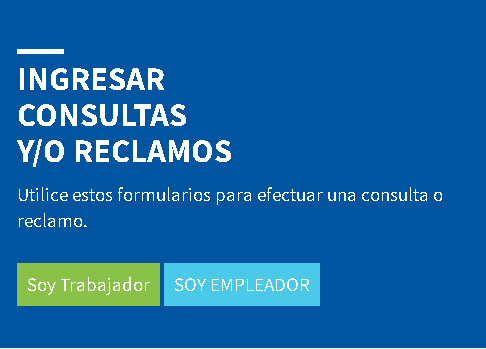 INGRESAR
CONSULTAS
Y/O RECLAMOS
Utilice estos formularios para efectuar una consulta o
reclamo.
Soy Trabajador
SOY EMPLEADOR